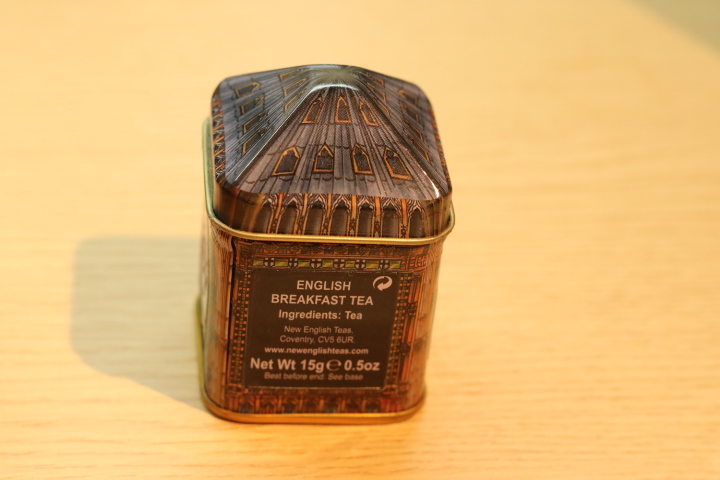 ENGLISH
BREAKFAST TEA
Ingredients: Tea
New English Teas,
Coventry, CV5 6UR.
www.newenglishteas.com
Net Wt 15g ℮ 0.5oz
Best before end: See base